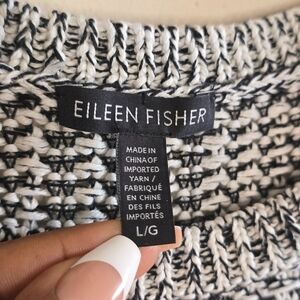 EILEEN FISHER
MADE IN
CHINA OF
IMPORTED
YARN /
FABRIQUÉ
EN CHINE
DES FILS
IMPORTÉS
L/G